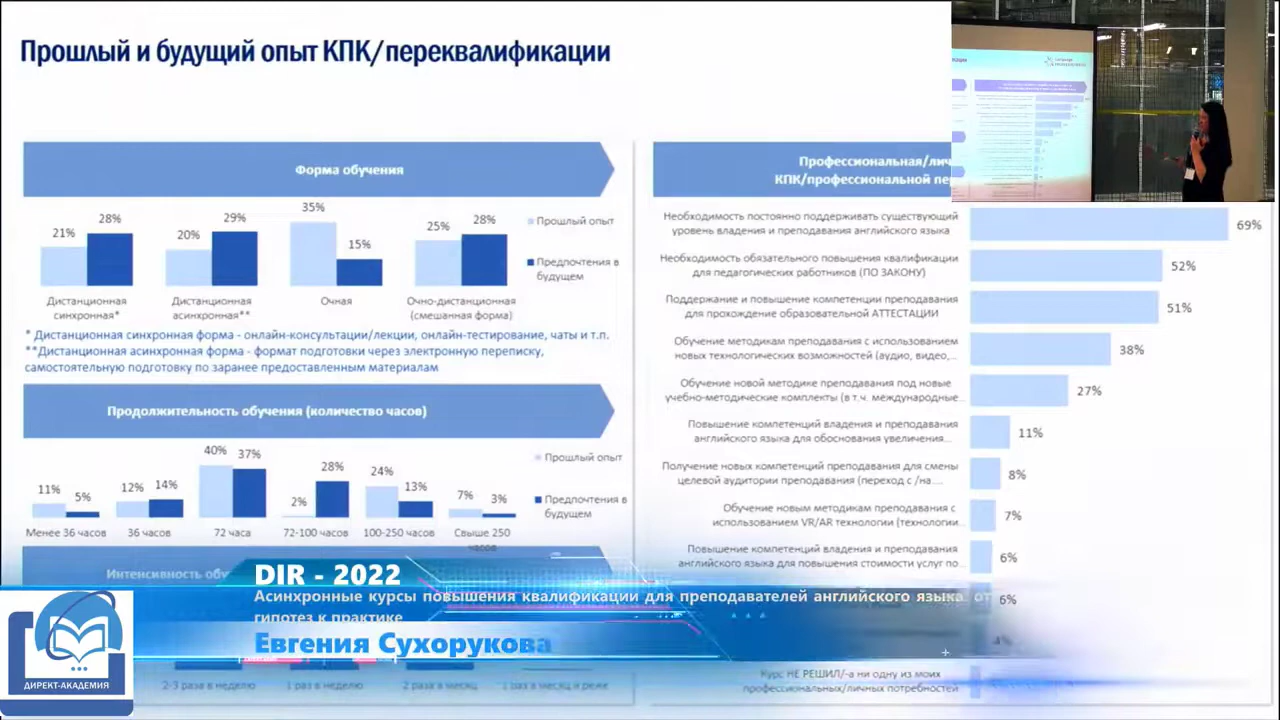 Прошлый и будущий опыт КПК/переквалификации
Форма обучения
21%
28%
20%
29%
35%
15%
25%
28%
Прошлый опыт
Предпочтения в
будущем
Дистанционная
синхронная*
Дистанционная
асинхронная**
Очная
Очно-дистанционная
(смешанная форма)
* Дистанционная синхронная форма - онлайн-консультации/лекции, онлайн-тестирование, чаты и т.п.
**Дистанционная асинхронная форма - формат подготовки через электронную переписку,
самостоятельную подготовку по заранее предоставленным материалам
Продолжительность обучения (количество часов)
11%
5%
12%
14%
40%
37%
2%
28%
24%
13%
7%
3%
Прошлый опыт
Предпочтения в
будущем
Менее 36 часов
36 часов
72 часа
72-100 часов
100-250 часов
Свыше 250
часов
Интенсивность обу
2-3 раза в неделю
1 раз в неделю
2 раза в месяц
1 раз в месяц и реже
Профессиональная/лич
КПК/профессиональной пе
Необходимость постоянно поддерживать существующий
уровень владения и преподавания английского языка
69%
Необходимость обязательного повышения квалификации
для педагогических работников (ПО ЗАКОНУ)
52%
Поддержание и повышение компетенции преподавания
для прохождение образовательной АТТЕСТАЦИИ
51%
Обучение методикам преподавания с использованием
новых технологических возможностей (аудио, видео,...
38%
Обучение новой методике преподавания под новые
учебно-методические комплекты (в т.ч. международные...
27%
Повышение компетенций владения и преподавания
английского языка для обоснования увеличения...
11%
Получение новых компетенций преподавания для смены
целевой аудитории преподавания (переход с /на....
8%
Обучение новым методикам преподавания с
использованием VR/AR технологии (технологии...
7%
Повышение компетенций владения и преподавания
английского языка для повышения стоимости услуг по...
6%
6%
4%
Курс НЕ РЕШИЛ/-а ни одну из моих
профессиональных/личных потребностей
DIR - 2022
Асинхронные курсы повышения квалификации для преподавателей английского языка: от
гипотез к практике
Евгения Сухорукова
ДИРЕКТ-АКАДЕМИЯ